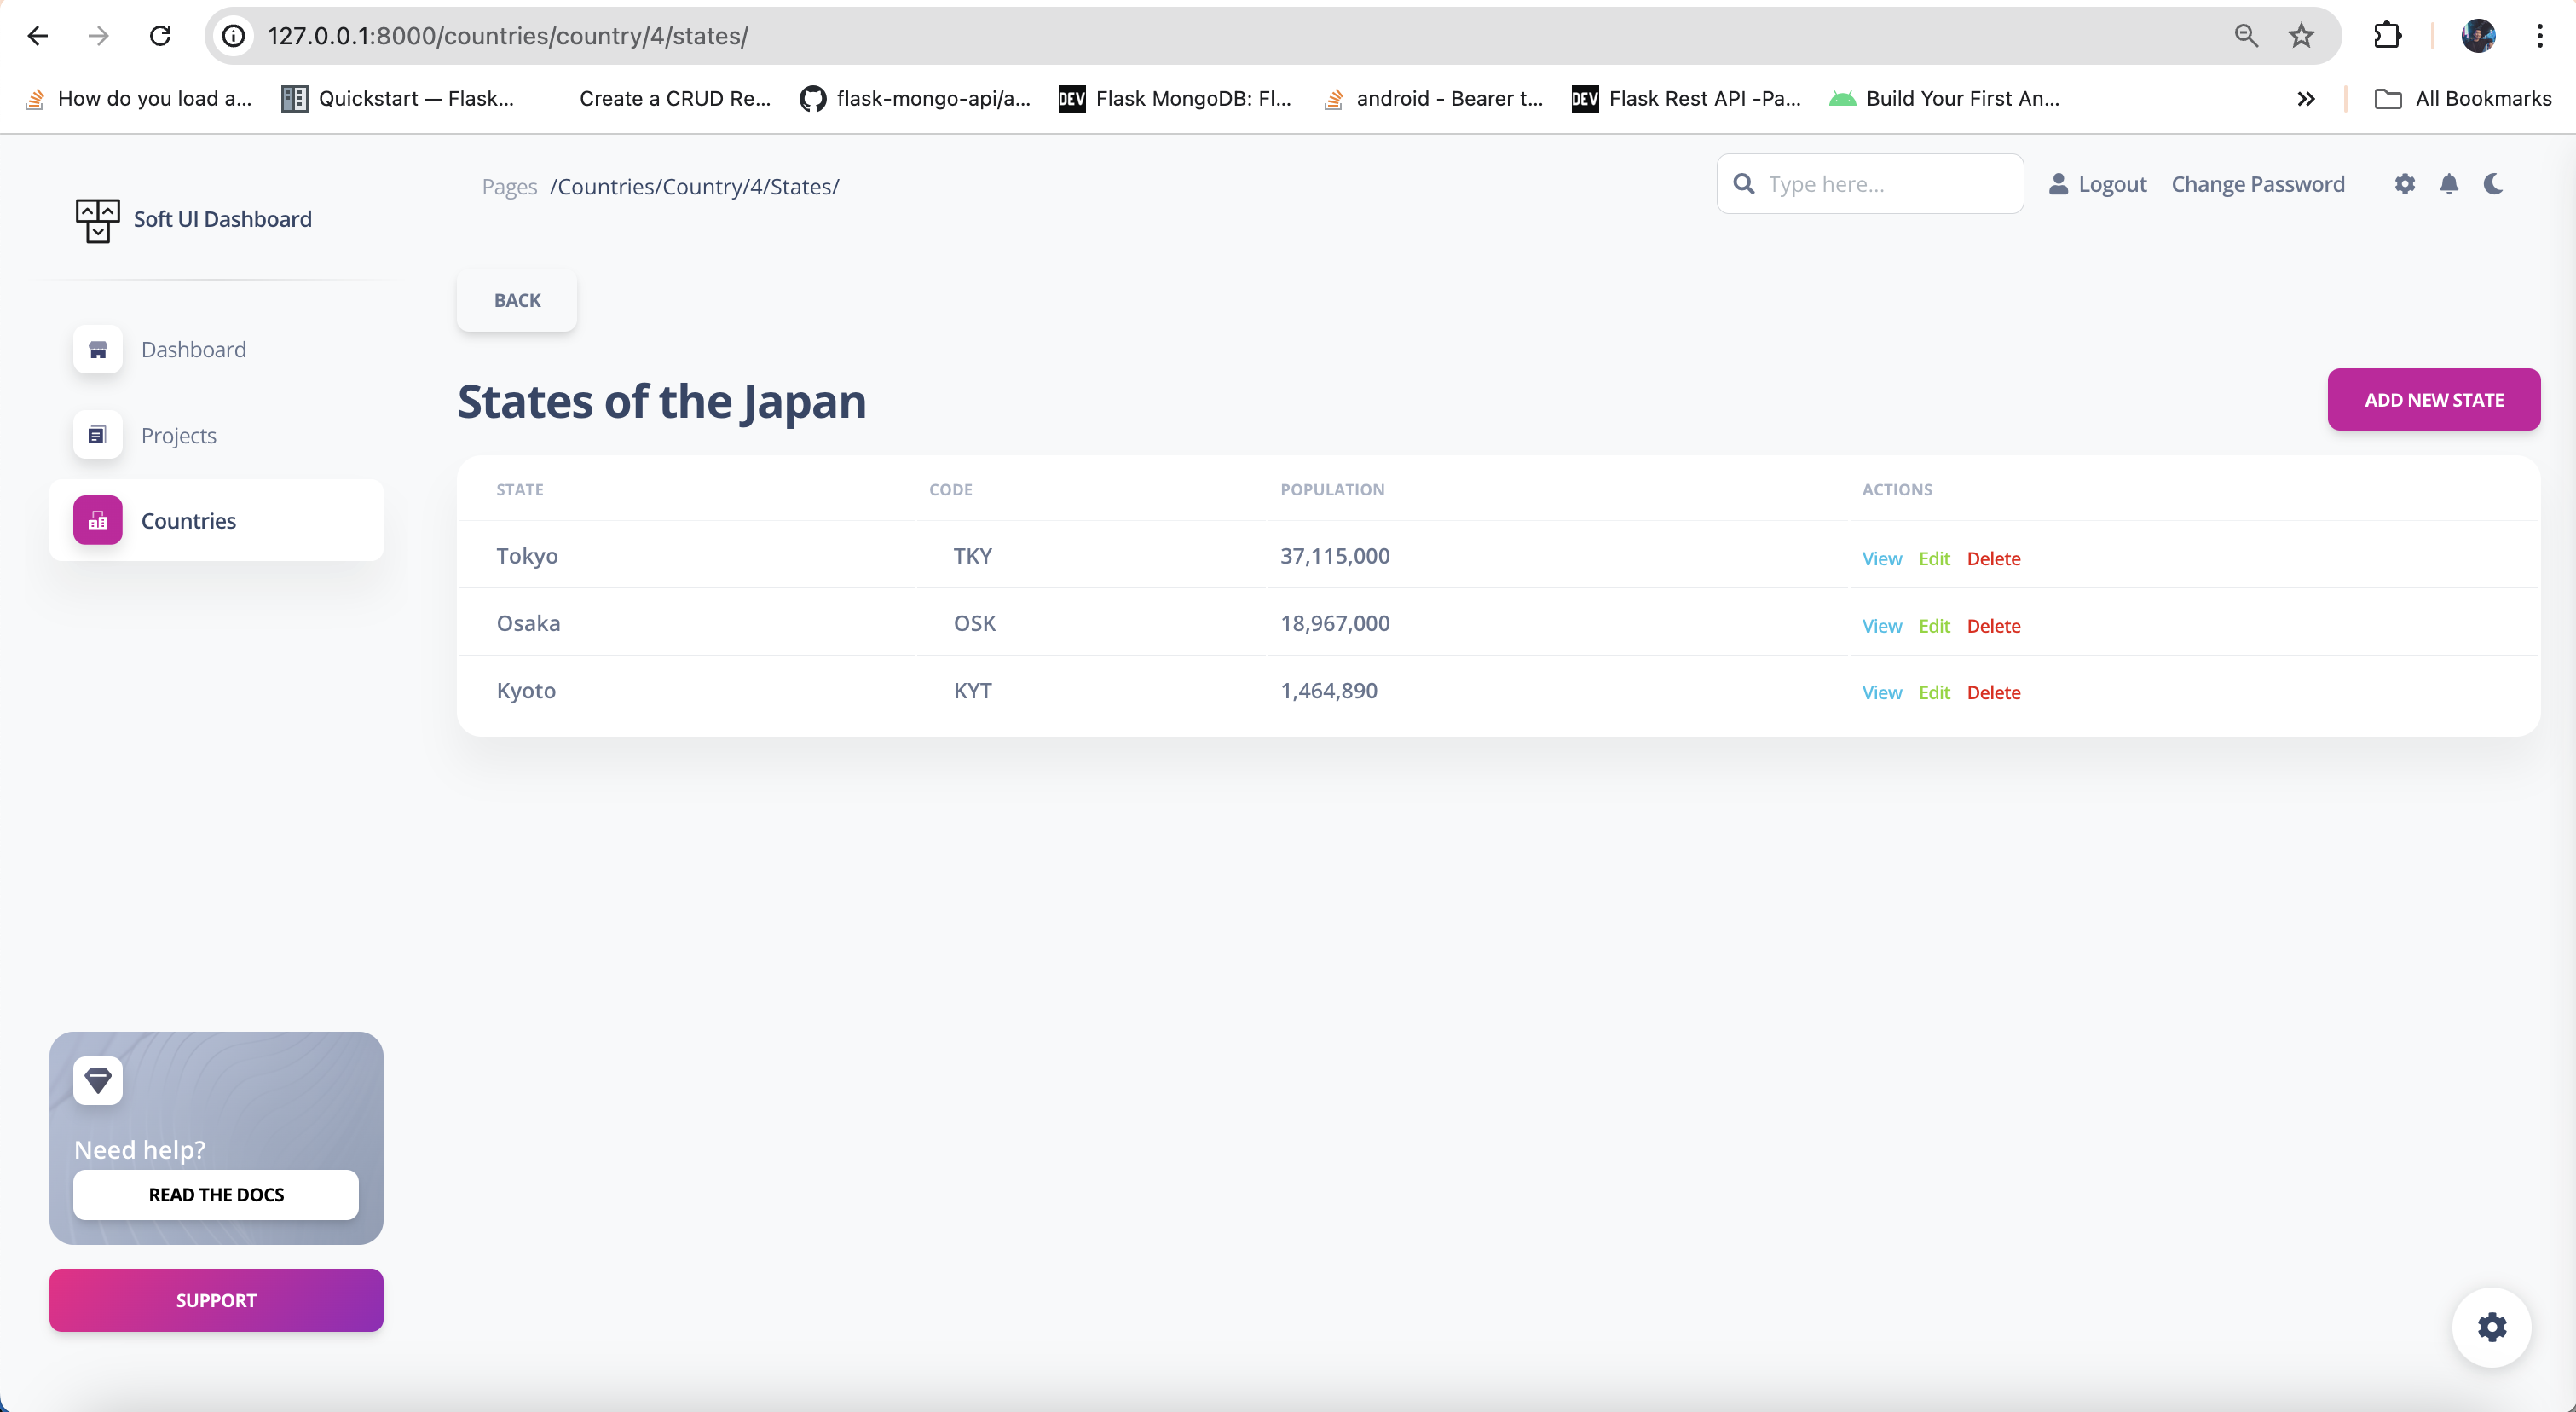 127.0.0.1:8000/countries/country/4/states/
How do you load a...
Quickstart — Flask...
Create a CRUD Re...
flask-mongo-api/a...
DEV Flask MongoDB: Fl...
android - Bearer t...
DEV Flask Rest API -Pa...
Build Your First An...
All Bookmarks
Soft UI Dashboard
Pages /Countries/Country/4/States/
Type here...
Logout
Change Password
Dashboard
Projects
Countries
BACK
States of the Japan
ADD NEW STATE
STATE CODE POPULATION ACTIONS
Tokyo TKY 37,115,000 View Edit Delete
Osaka OSK 18,967,000 View Edit Delete
Kyoto KYT 1,464,890 View Edit Delete
Need help?
READ THE DOCS
SUPPORT